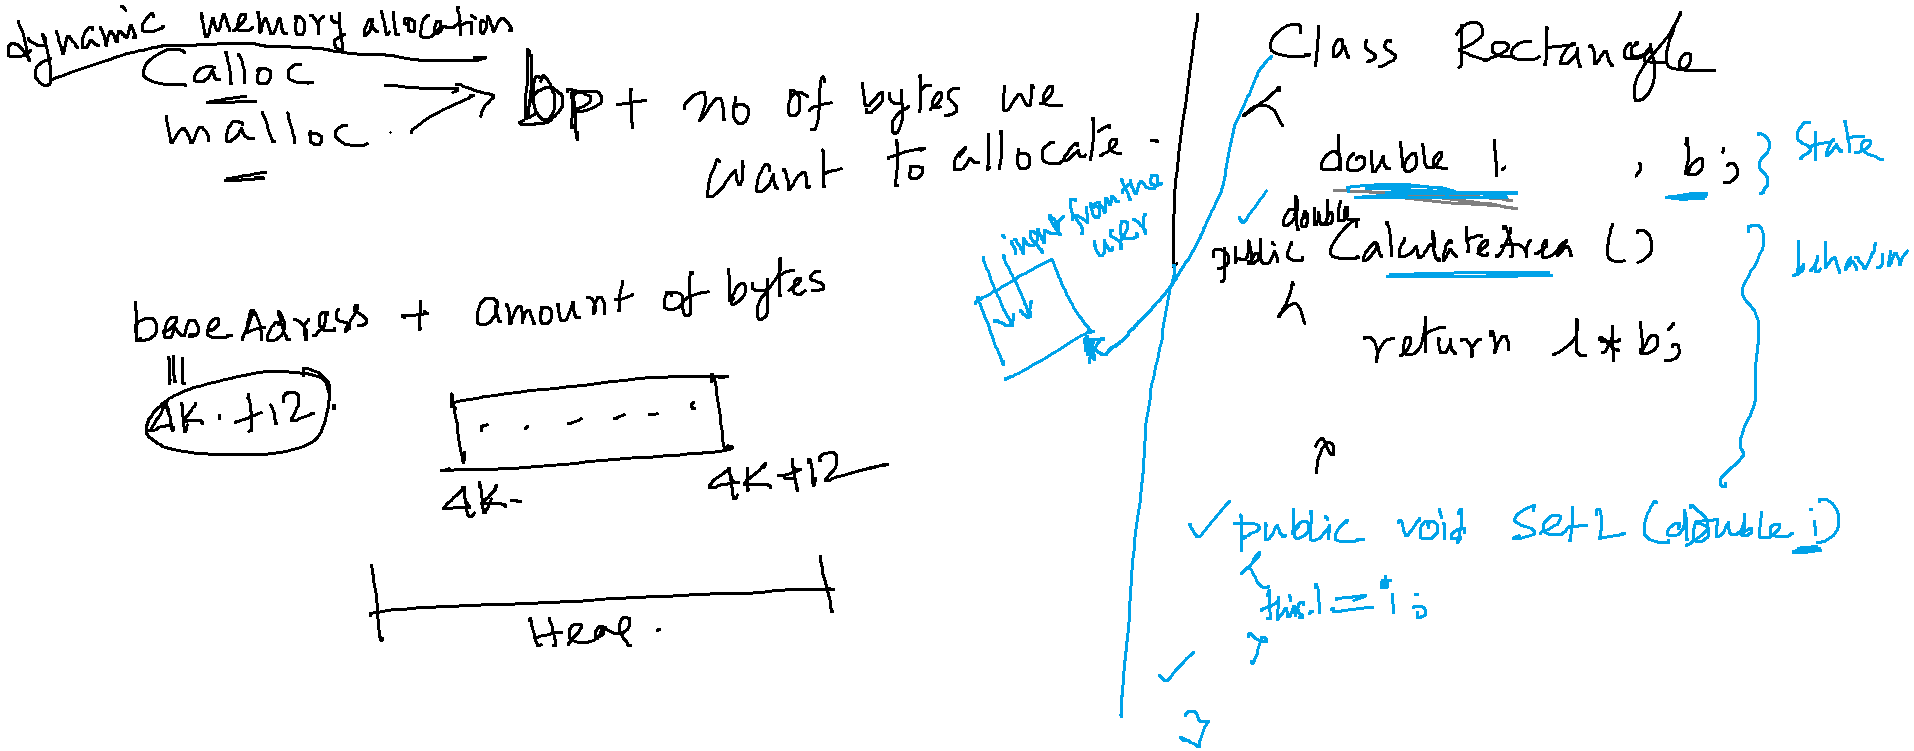 dynamic memory allocation
Calloc
malloc
bp + no of bytes we
want to allocate.
base Adress + amount of bytes
4K. +12.
4K
4K+12
Heap.
input from the
user
Class Rectangle
{
double l , b; } State
public double CalculateArea () behavior
{
return l * b;
}
public void SetL (double i)
{
this.l = i;
}
}